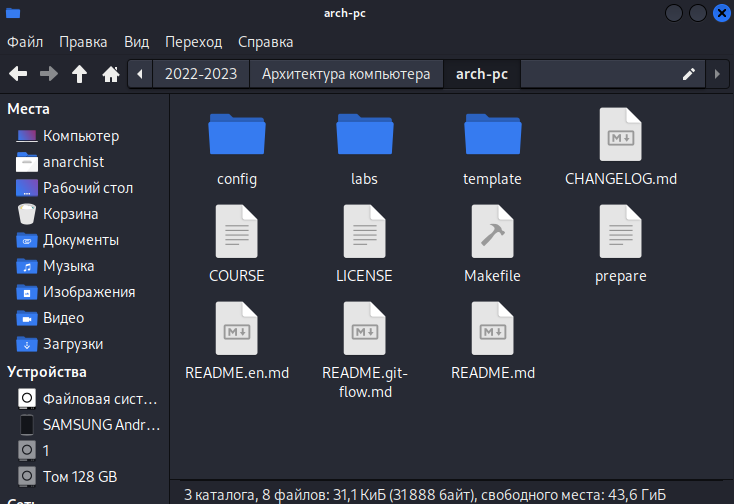 arch-pc
Файл Правка Вид Переход Справка
2022-2023 Архитектура компьютера arch-pc
Места
Компьютер
anarchist
Рабочий стол
Корзина
Документы
Музыка
Изображения
Видео
Загрузки
Устройства
Файловая сист...
SAMSUNG Andr...
1
Том 128 GB
config labs template CHANGELOG.md
COURSE LICENSE Makefile prepare
README.en.md README.git-flow.md README.md
3 каталога, 8 файлов: 31,1 КиБ (31 888 байт), свободного места: 43,6 ГиБ